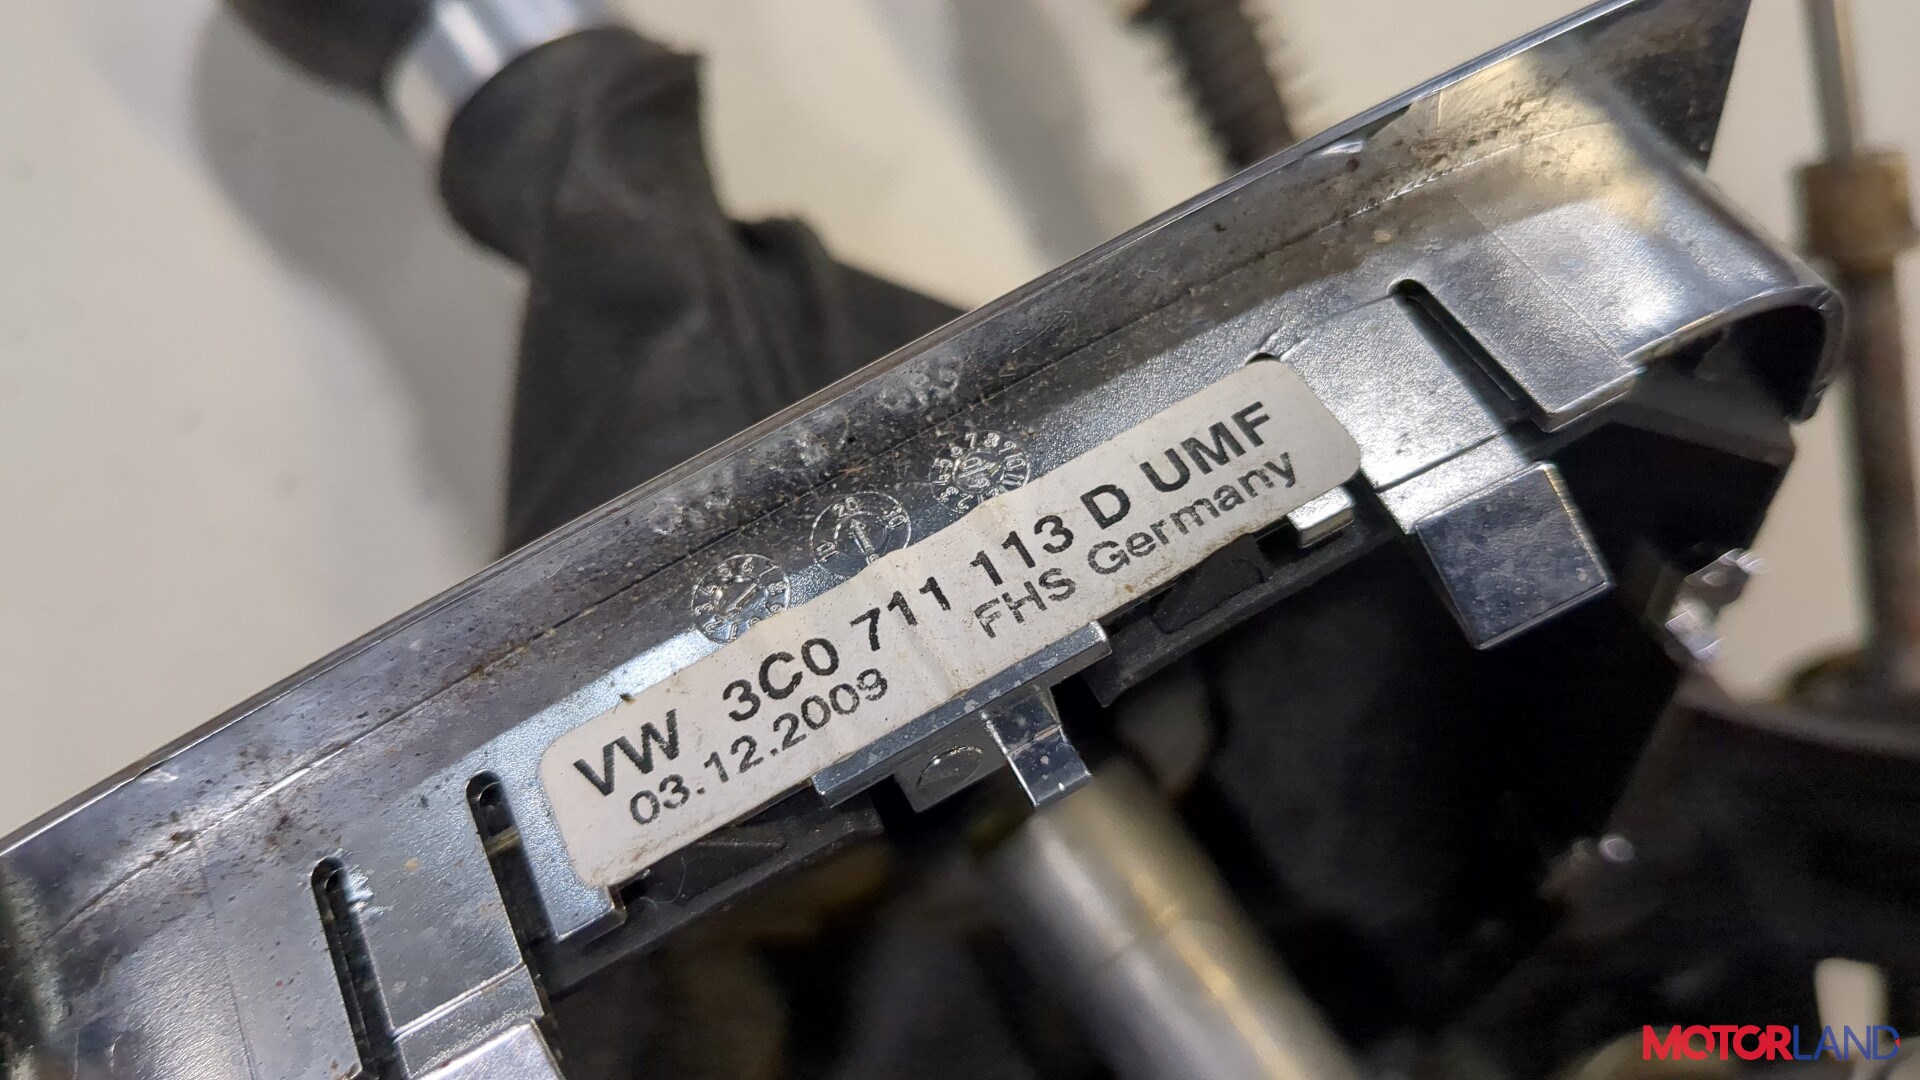 VW 3C0 711 113 D UMF
03.12.2009 FHS Germany
MOTORLAND